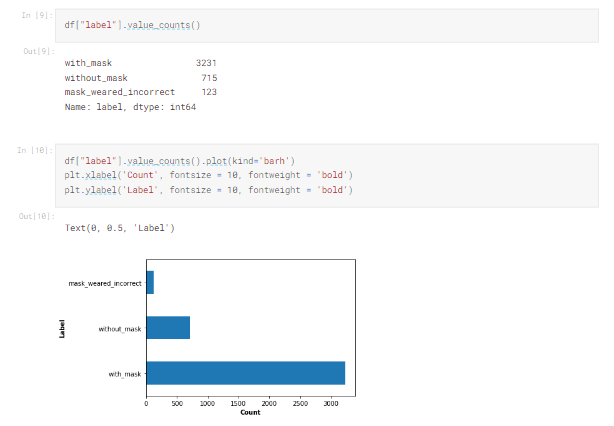 In [9]:
df["label"].value_counts()
Out[9]:
with_mask 3231
without_mask 715
mask_weared_incorrect 123
Name: label, dtype: int64
In [10]:
df["label"].value_counts().plot(kind='barh')
plt.xlabel('Count', fontsize = 10, fontweight = 'bold')
plt.ylabel('Label', fontsize = 10, fontweight = 'bold')
Out[10]:
Text(0, 0.5, 'Label')
mask_weared_incorrect
without_mask
with_mask
Label
0 500 1000 1500 2000 2500 3000
Count